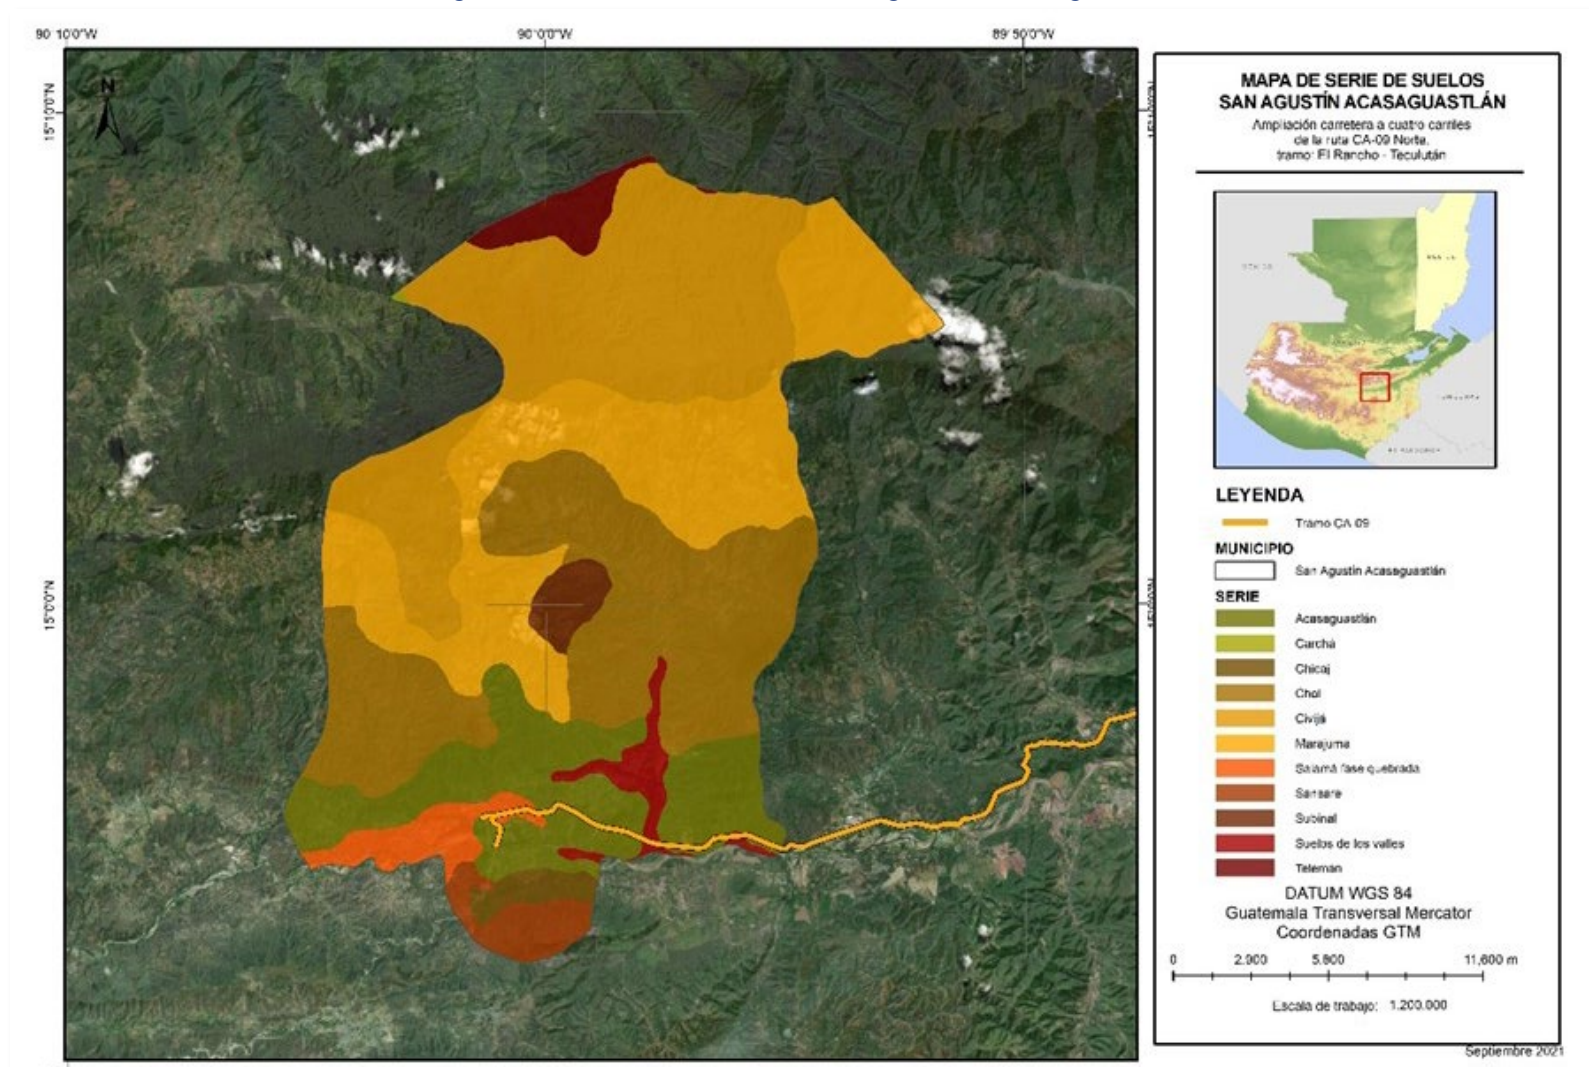 90°10'0"W
90°0'0"W
89°50'0"W
15°10'0"N
15°0'0"N
N
MAPA DE SERIE DE SUELOS
SAN AGUSTÍN ACASAGUASTLÁN
Ampliación carretera a cuatro carriles
de la ruta CA-09 Norte,
tramo: El Rancho - Teculután
LEYENDA
Tramo CA-09
MUNICIPIO
San Agustín Acasaguastlán
SERIE
Acasaguastlán
Carchá
Chicaj
Chol
Civijá
Marajuma
Salamá fase quebrada
Sansare
Subinal
Suelos de los valles
Telemán
DATUM WGS 84
Guatemala Transversal Mercator
Coordenadas GTM
0 2.900 5.800 11,600 m
Escala de trabajo: 1.200.000
Septiembre 2021